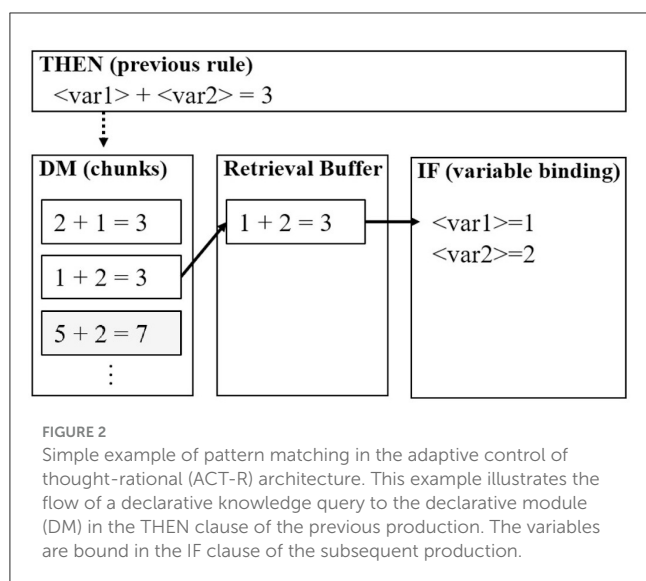 THEN (previous rule)
<var1> + <var2> = 3
DM (chunks)
2 + 1 = 3
1 + 2 = 3
5 + 2 = 7
⋮
Retrieval Buffer
1 + 2 = 3
IF (variable binding)
<var1>=1
<var2>=2
FIGURE 2
Simple example of pattern matching in the adaptive control of
thought-rational (ACT-R) architecture. This example illustrates the
flow of a declarative knowledge query to the declarative module
(DM) in the THEN clause of the previous production. The variables
are bound in the IF clause of the subsequent production.